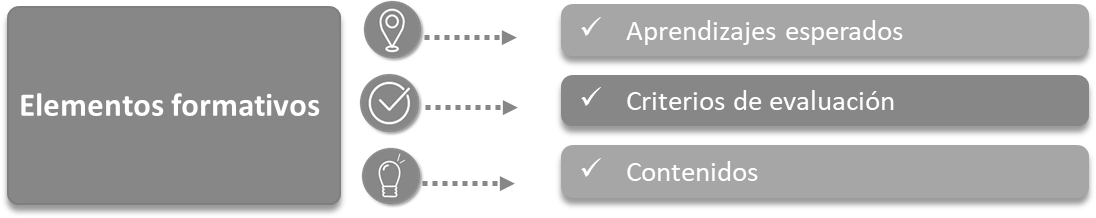 Elementos formativos
✓ Aprendizajes esperados
✓ Criterios de evaluación
✓ Contenidos